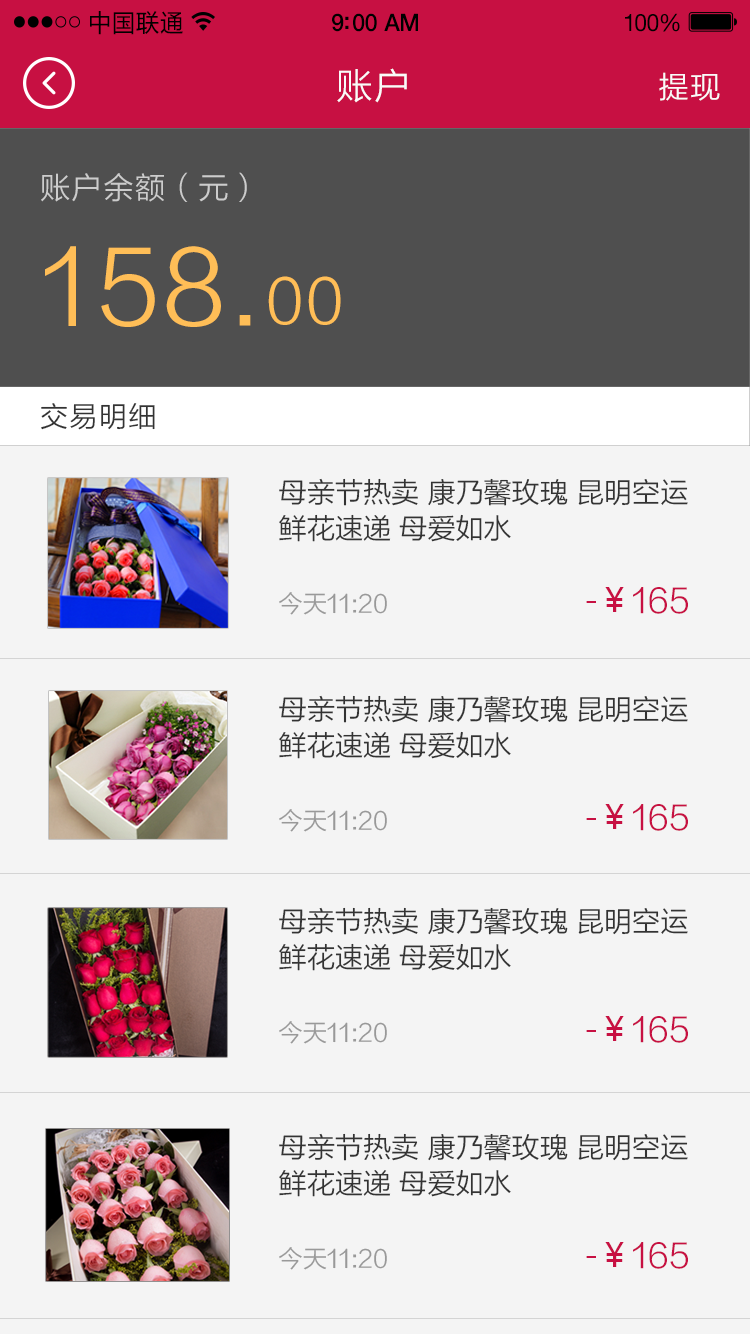 中国联通
9:00 AM
100%
账户
提现
账户余额（元）
158.00
交易明细
母亲节热卖 康乃馨玫瑰 昆明空运
鲜花速递 母爱如水
今天11:20
-¥165
母亲节热卖 康乃馨玫瑰 昆明空运
鲜花速递 母爱如水
今天11:20
-¥165
母亲节热卖 康乃馨玫瑰 昆明空运
鲜花速递 母爱如水
今天11:20
-¥165
母亲节热卖 康乃馨玫瑰 昆明空运
鲜花速递 母爱如水
今天11:20
-¥165